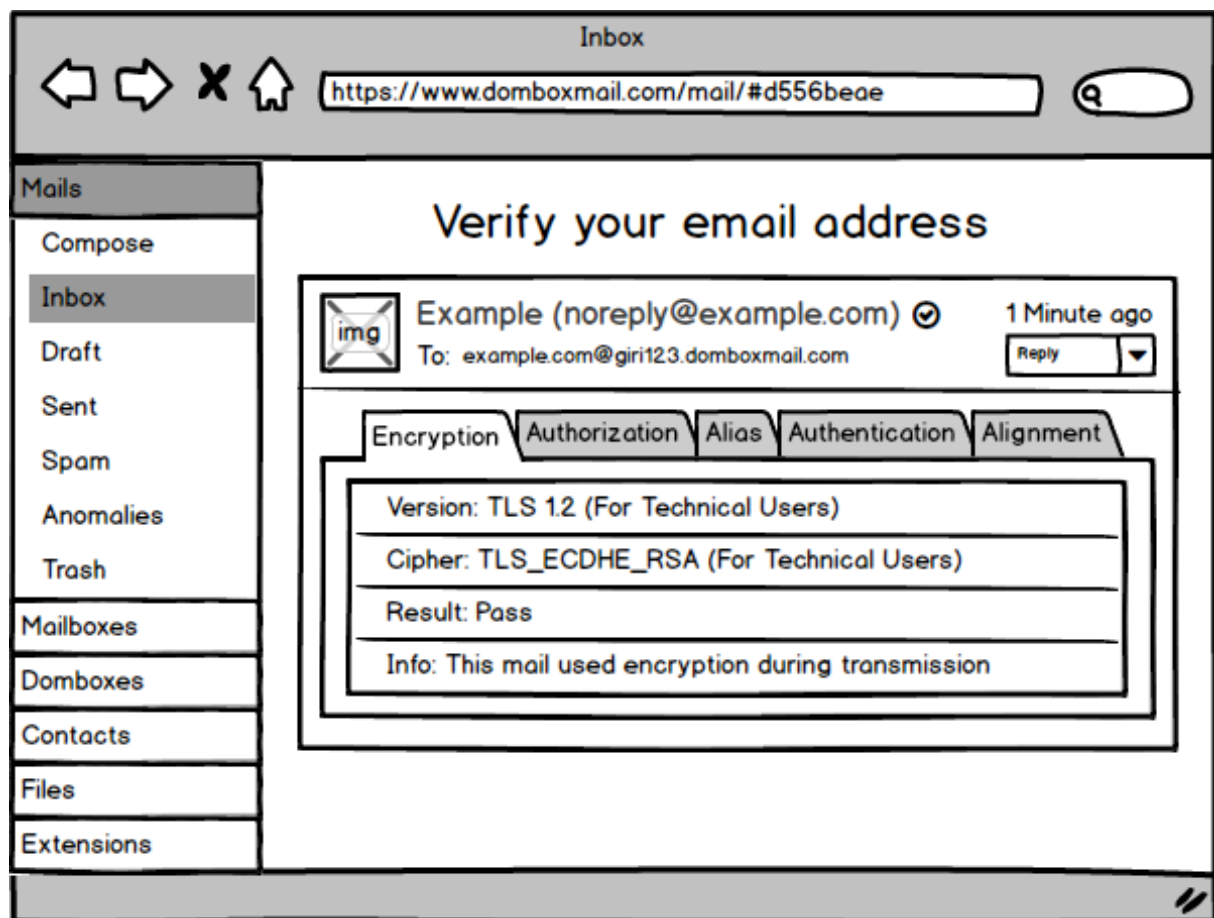 Inbox
https://www.domboxmail.com/mail/#d556beae
Mails
Compose
Inbox
Draft
Sent
Spam
Anomalies
Trash
Mailboxes
Domboxes
Contacts
Files
Extensions
Verify your email address
img
Example (noreply@example.com)
1 Minute ago
To: example.com@giri123.domboxmail.com
Reply
Encryption Authorization Alias Authentication Alignment
Version: TLS 1.2 (For Technical Users)
Cipher: TLS_ECDHE_RSA (For Technical Users)
Result: Pass
Info: This mail used encryption during transmission